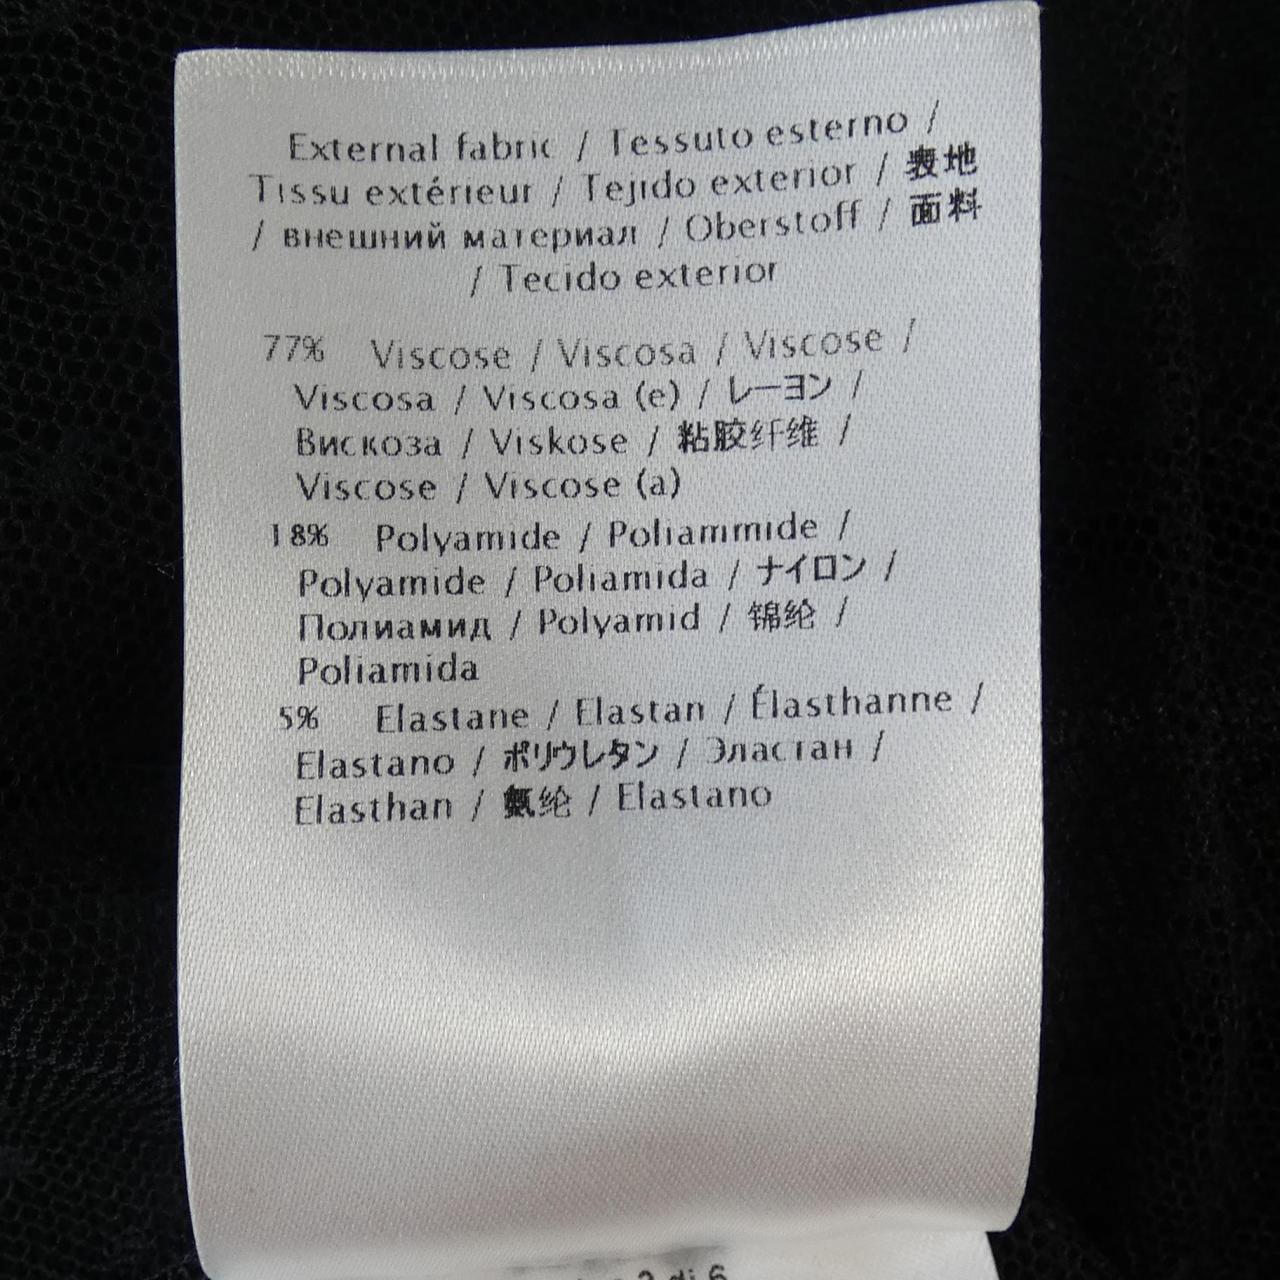 External fabric / Tessuto esterno /
Tissu extérieur / Tejido exterior / 表地
/ внешний материал / Oberstoff / 面料
/ Tecido exterior
77% Viscose / Viscosa / Viscose /
Viscosa / Viscosa (e) / レーヨン /
Вискоза / Viskose / 粘胶纤维 /
Viscose / Viscose (a)
18% Polyamide / Poliammide /
Polyamide / Poliamida / ナイロン /
Полиамид / Polyamid / 锦纶 /
Poliamida
5% Elastane / Elastan / Élasthanne /
Elastano / ポリウレタン / Эластан /
Elasthan / 氨纶 / Elastano
di 6